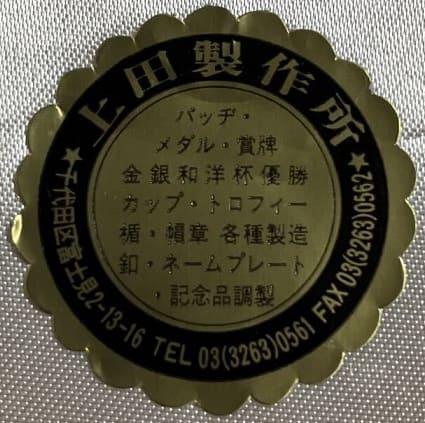 上田製作所
バッヂ・
メダル・賞牌
金銀和洋杯優勝
カップ・トロフィー
楯・帽章 各種製造
釦・ネームプレート
・記念品調製
★千代田区富士見2-13-16 TEL 03(3263)0561 FAX 03(3263)0562★